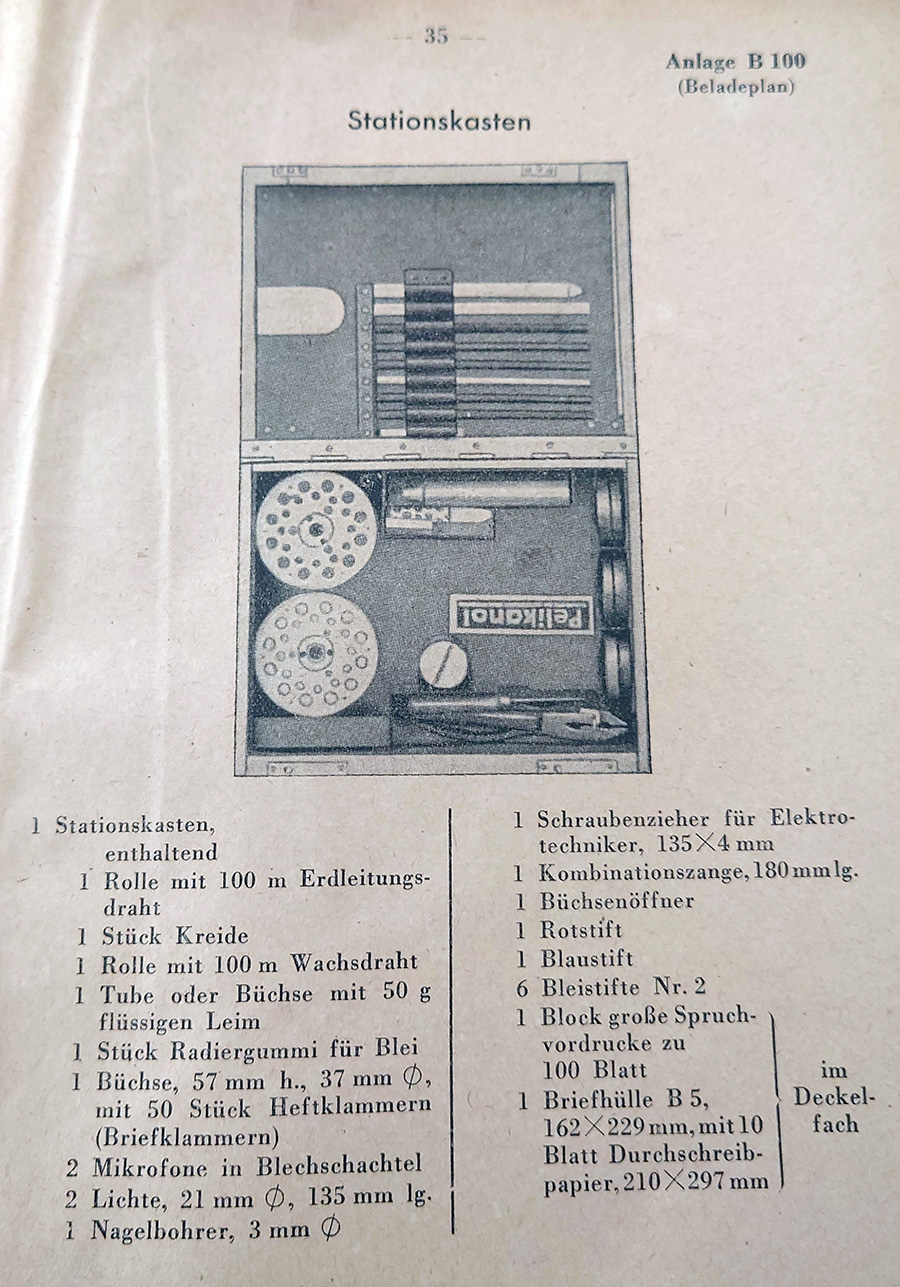 — 35 —
Anlage B 100
(Beladeplan)
Stationskasten
Pelikanol
1 Stationskasten,
enthaltend
1 Rolle mit 100 m Erdleitungs-
draht
1 Stück Kreide
1 Rolle mit 100 m Wachsdraht
1 Tube oder Büchse mit 50 g
flüssigen Leim
1 Stück Radiergummi für Blei
1 Büchse, 57 mm h., 37 mm ∅,
mit 50 Stück Heftklammern
(Briefklammern)
2 Mikrofone in Blechschachtel
2 Lichte, 21 mm ∅, 135 mm lg.
1 Nagelbohrer, 3 mm ∅
1 Schraubenzieher für Elektro-
techniker, 135×4 mm
1 Kombinationszange, 180 mm lg.
1 Büchsenöffner
1 Rotstift
1 Blaustift
6 Bleistifte Nr. 2
1 Block große Spruch-
vordrucke zu
100 Blatt
1 Briefhülle B 5,
162×229 mm, mit 10
Blatt Durchschreib-
papier, 210×297 mm
im
Deckel-
fach